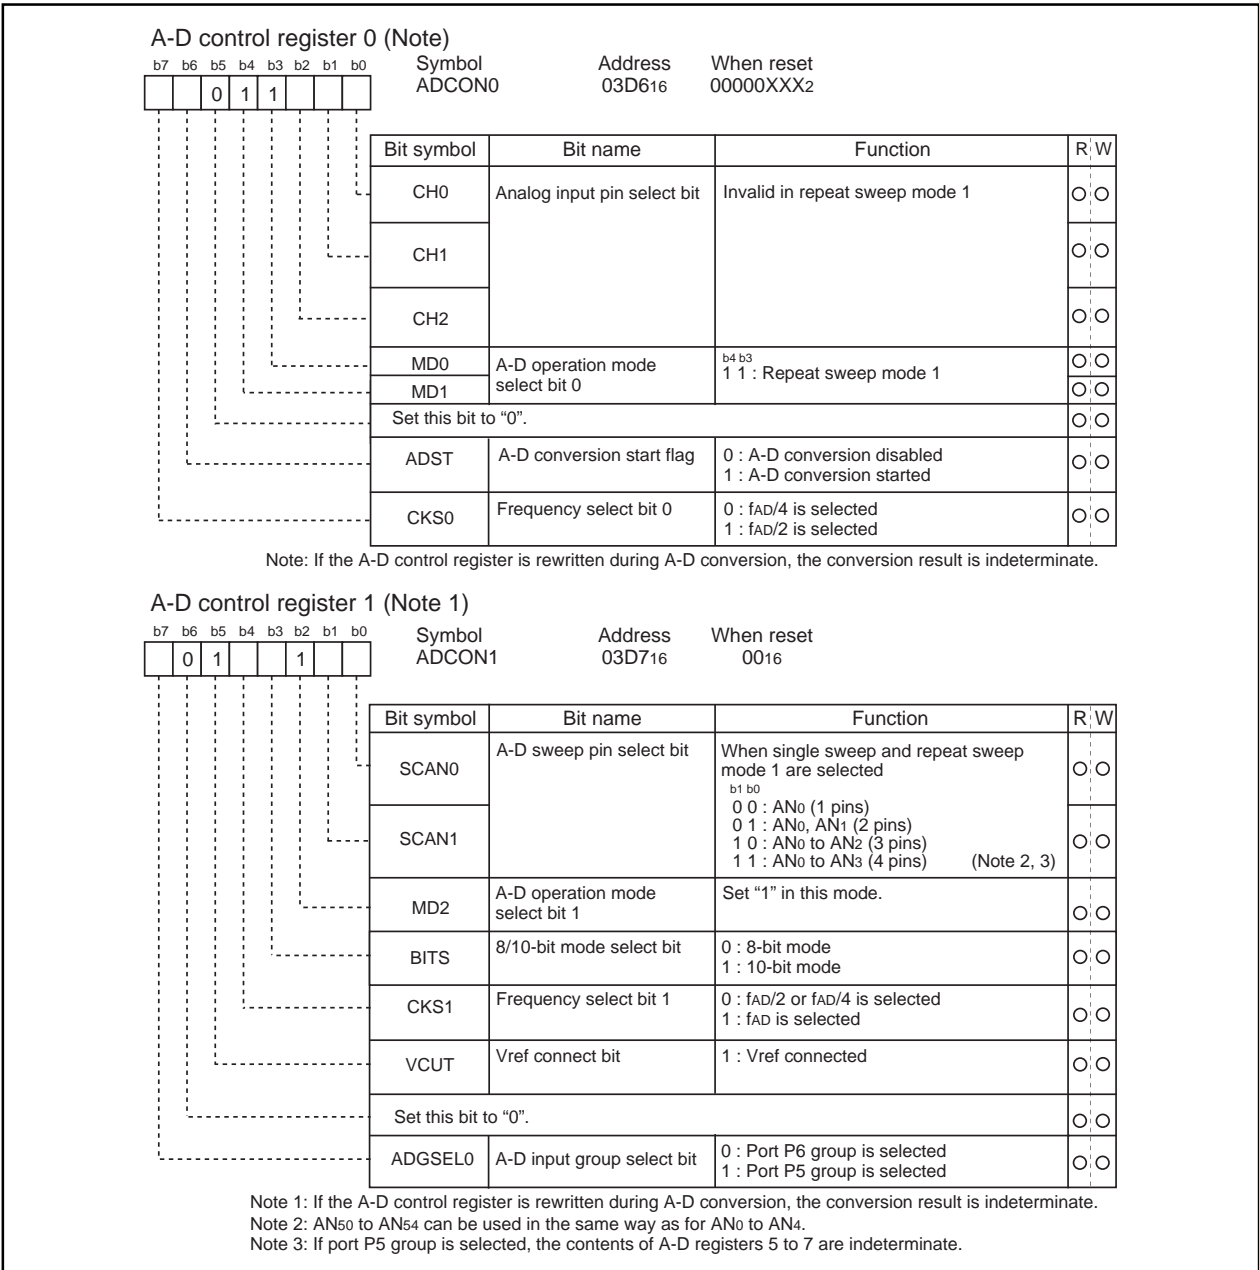 A-D control register 0 (Note)
b7 b6 b5 b4 b3 b2 b1 b0
Symbol Address When reset
ADCON0 03D616 00000XXX2
0 1 1
Bit symbol Bit name Function R W
CH0 Analog input pin select bit Invalid in repeat sweep mode 1
CH1
CH2
MD0 A-D operation mode select bit 0 b4 b3
1 1 : Repeat sweep mode 1
MD1
Set this bit to “0”.
ADST A-D conversion start flag 0 : A-D conversion disabled
1 : A-D conversion started
CKS0 Frequency select bit 0 0 : fAD/4 is selected
1 : fAD/2 is selected
Note: If the A-D control register is rewritten during A-D conversion, the conversion result is indeterminate.
A-D control register 1 (Note 1)
b7 b6 b5 b4 b3 b2 b1 b0
Symbol Address When reset
ADCON1 03D716 0016
0 1 1
Bit symbol Bit name Function R W
SCAN0 A-D sweep pin select bit When single sweep and repeat sweep
mode 1 are selected
b1 b0
0 0 : AN0 (1 pins)
0 1 : AN0, AN1 (2 pins)
SCAN1 1 0 : AN0 to AN2 (3 pins)
1 1 : AN0 to AN3 (4 pins) (Note 2, 3)
MD2 A-D operation mode
select bit 1 Set “1” in this mode.
BITS 8/10-bit mode select bit 0 : 8-bit mode
1 : 10-bit mode
CKS1 Frequency select bit 1 0 : fAD/2 or fAD/4 is selected
1 : fAD is selected
VCUT Vref connect bit 1 : Vref connected
Set this bit to “0”.
ADGSEL0 A-D input group select bit 0 : Port P6 group is selected
1 : Port P5 group is selected
Note 1: If the A-D control register is rewritten during A-D conversion, the conversion result is indeterminate.
Note 2: AN50 to AN54 can be used in the same way as for AN0 to AN4.
Note 3: If port P5 group is selected, the contents of A-D registers 5 to 7 are indeterminate.